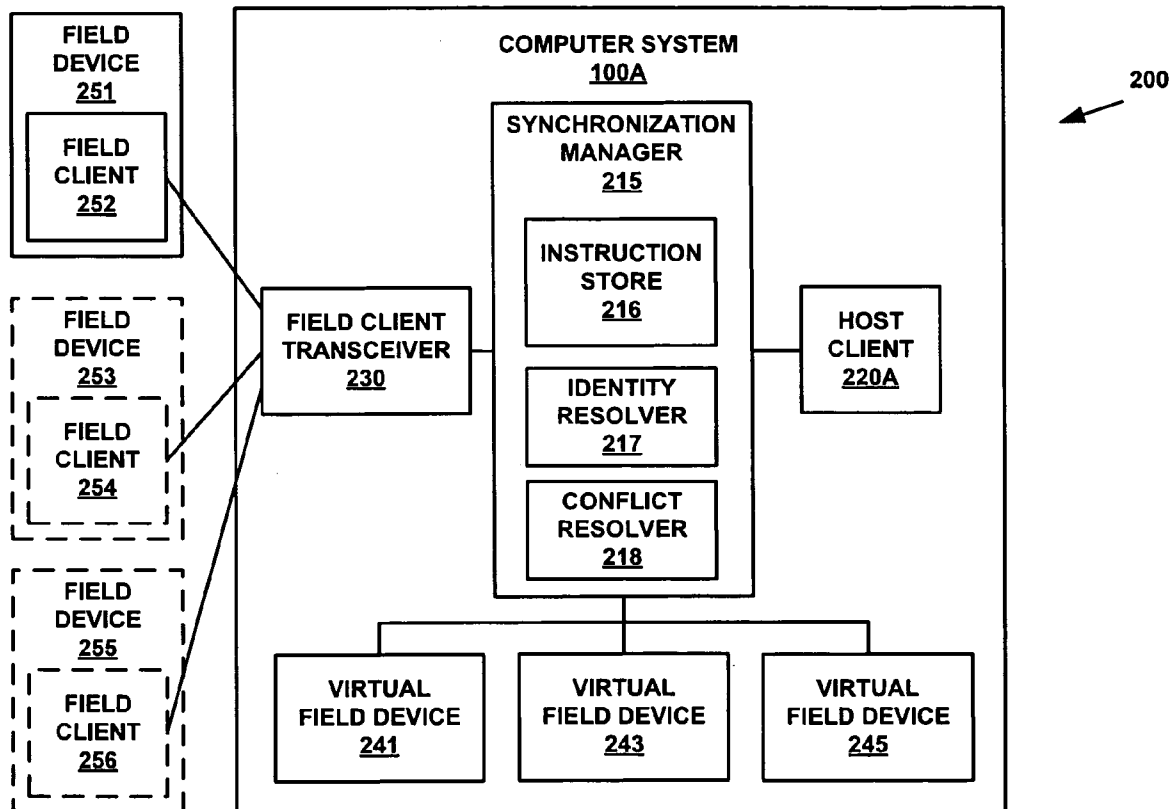 FIELD
DEVICE
251
FIELD
CLIENT
252
FIELD
DEVICE
253
FIELD
CLIENT
254
FIELD
DEVICE
255
FIELD
CLIENT
256
COMPUTER SYSTEM
100A
200
FIELD CLIENT
TRANSCEIVER
230
SYNCHRONIZATION
MANAGER
215
INSTRUCTION
STORE
216
IDENTITY
RESOLVER
217
CONFLICT
RESOLVER
218
HOST
CLIENT
220A
VIRTUAL
FIELD DEVICE
241
VIRTUAL
FIELD DEVICE
243
VIRTUAL
FIELD DEVICE
245